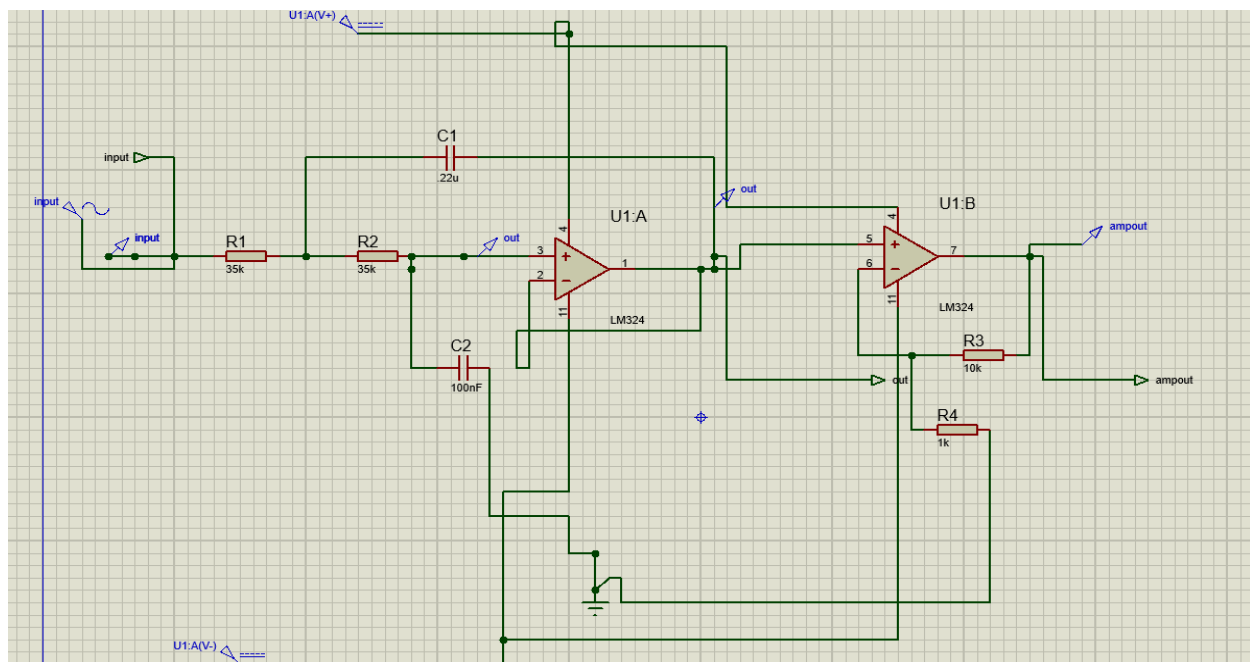 U1:A(V+)
C1
.22u
input
input
input
R1
35k
R2
35k
out
out
U1:A
4
3
2
1
11
LM324
U1:B
4
5
6
7
11
LM324
ampout
C2
100nF
R3
10k
out
ampout
R4
1k
U1:A(V-)